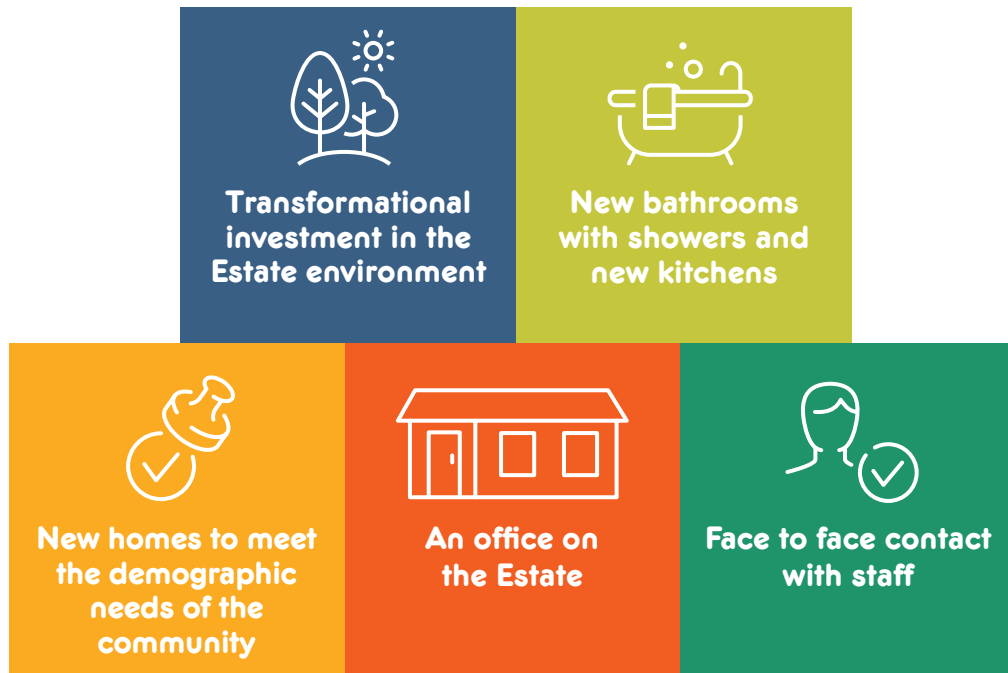 Transformational
investment in the
Estate environment
New bathrooms
with showers and
new kitchens
New homes to meet
the demographic
needs of the
community
An office on
the Estate
Face to face contact
with staff